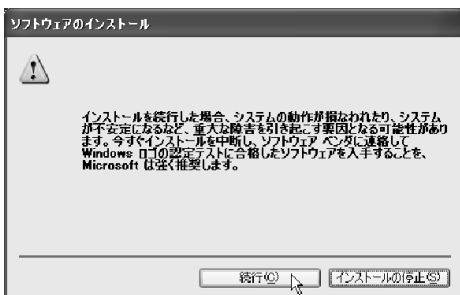 ソフトウェアのインストール
インストールを続行した場合、システムの動作が損なわれたり、システム
が不安定になるなど、重大な障害を引き起こす要因となる可能性があり
ます。今すぐインストールを中断し、ソフトウェア ベンダに連絡して
Windows ロゴの認定テストに合格したソフトウェアを入手することを、
Microsoft は強く推奨します。
続行(C)
インストールの停止(S)